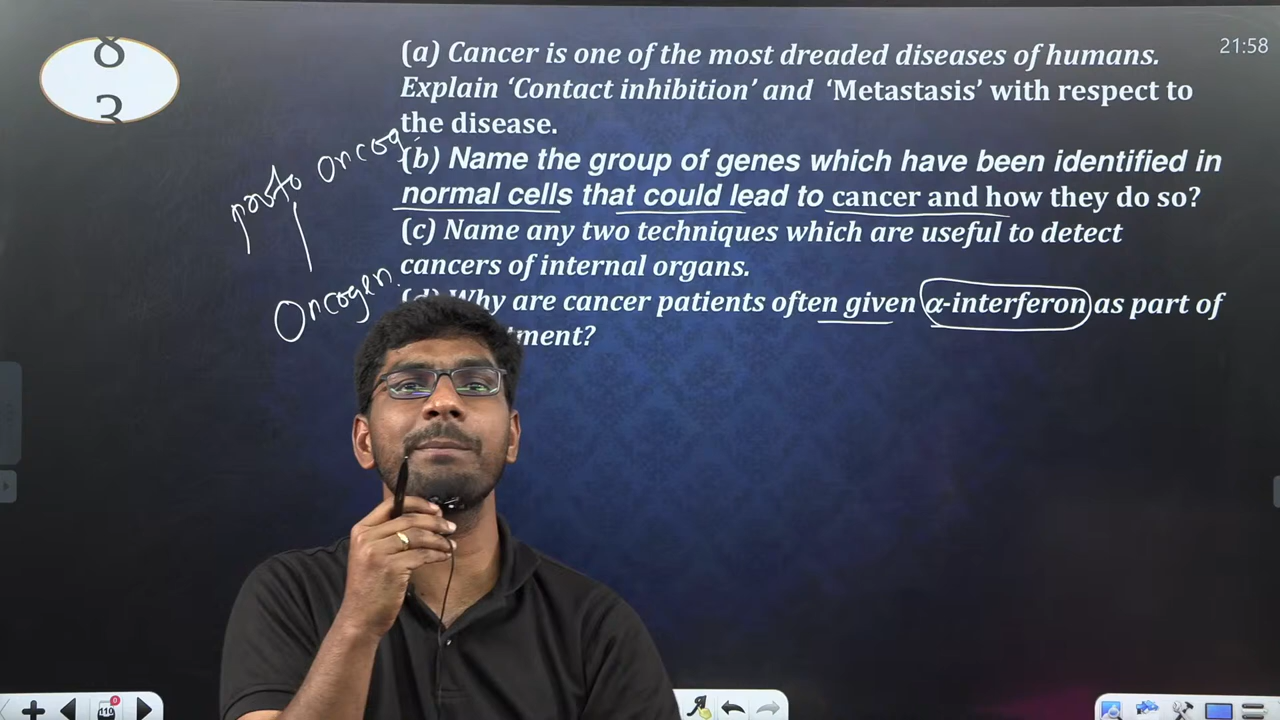 8
3
21:58
(a) Cancer is one of the most dreaded diseases of humans.
Explain ‘Contact inhibition’ and ‘Metastasis’ with respect to
the disease.
(b) Name the group of genes which have been identified in
normal cells that could lead to cancer and how they do so?
(c) Name any two techniques which are useful to detect
cancers of internal organs.
(d) Why are cancer patients often given α-interferon as part of
tment?
proto oncog.
Oncogen.
110